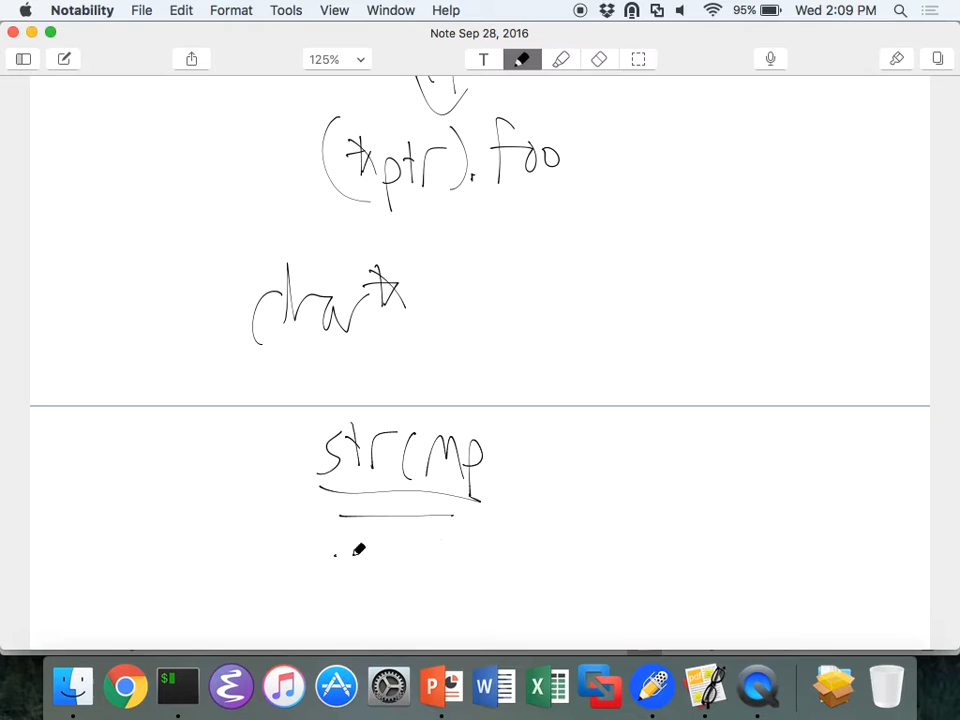 Notability File Edit Format Tools View Window Help 95% Wed 2:09 PM
Note Sep 28, 2016
125% T
(*ptr).foo
char*
strcmp